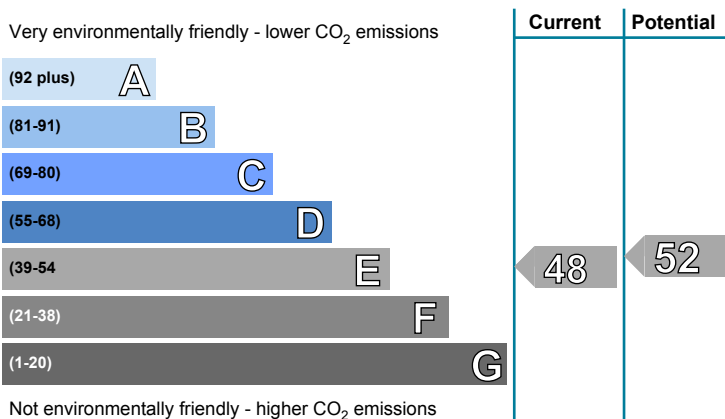 Very environmentally friendly - lower CO₂ emissions
Current
Potential
(92 plus) A
(81-91) B
(69-80) C
(55-68) D
(39-54 E
(21-38) F
(1-20) G
48
52
Not environmentally friendly - higher CO₂ emissions